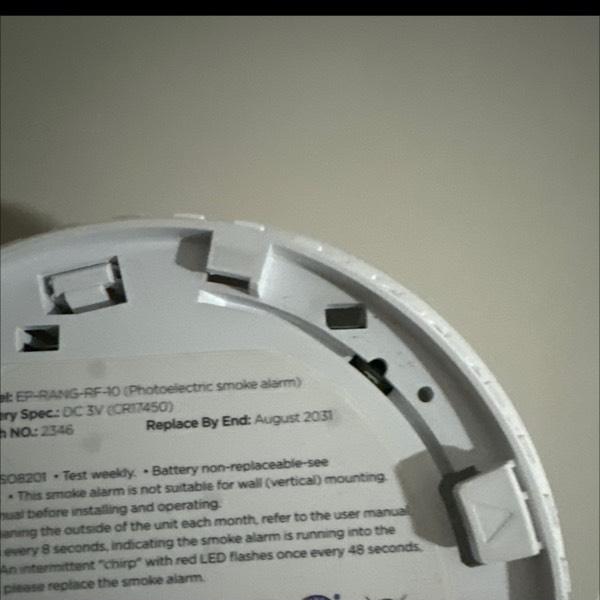 el: EP-RANG-RF-10 (Photoelectric smoke alarm)
ery Spec.: DC 3V (CR17450)
h NO.: 2346 Replace By End: August 2031
SO8201 • Test weekly. • Battery non-replaceable-see
• This smoke alarm is not suitable for wall (vertical) mounting.
nual before installing and operating.
aning the outside of the unit each month, refer to the user manual
every 8 seconds, indicating the smoke alarm is running into the
An intermittent "chirp" with red LED flashes once every 48 seconds,
please replace the smoke alarm.